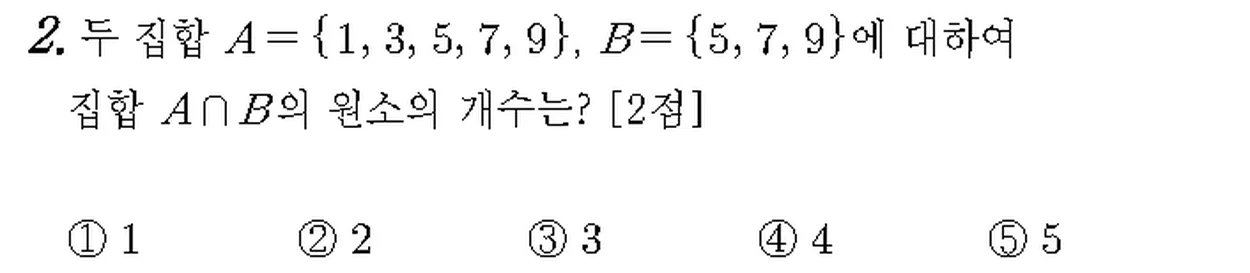 2. 두 집합 A={1, 3, 5, 7, 9}, B={5, 7, 9}에 대하여
집합 A∩B의 원소의 개수는? [2점]
① 1 ② 2 ③ 3 ④ 4 ⑤ 5